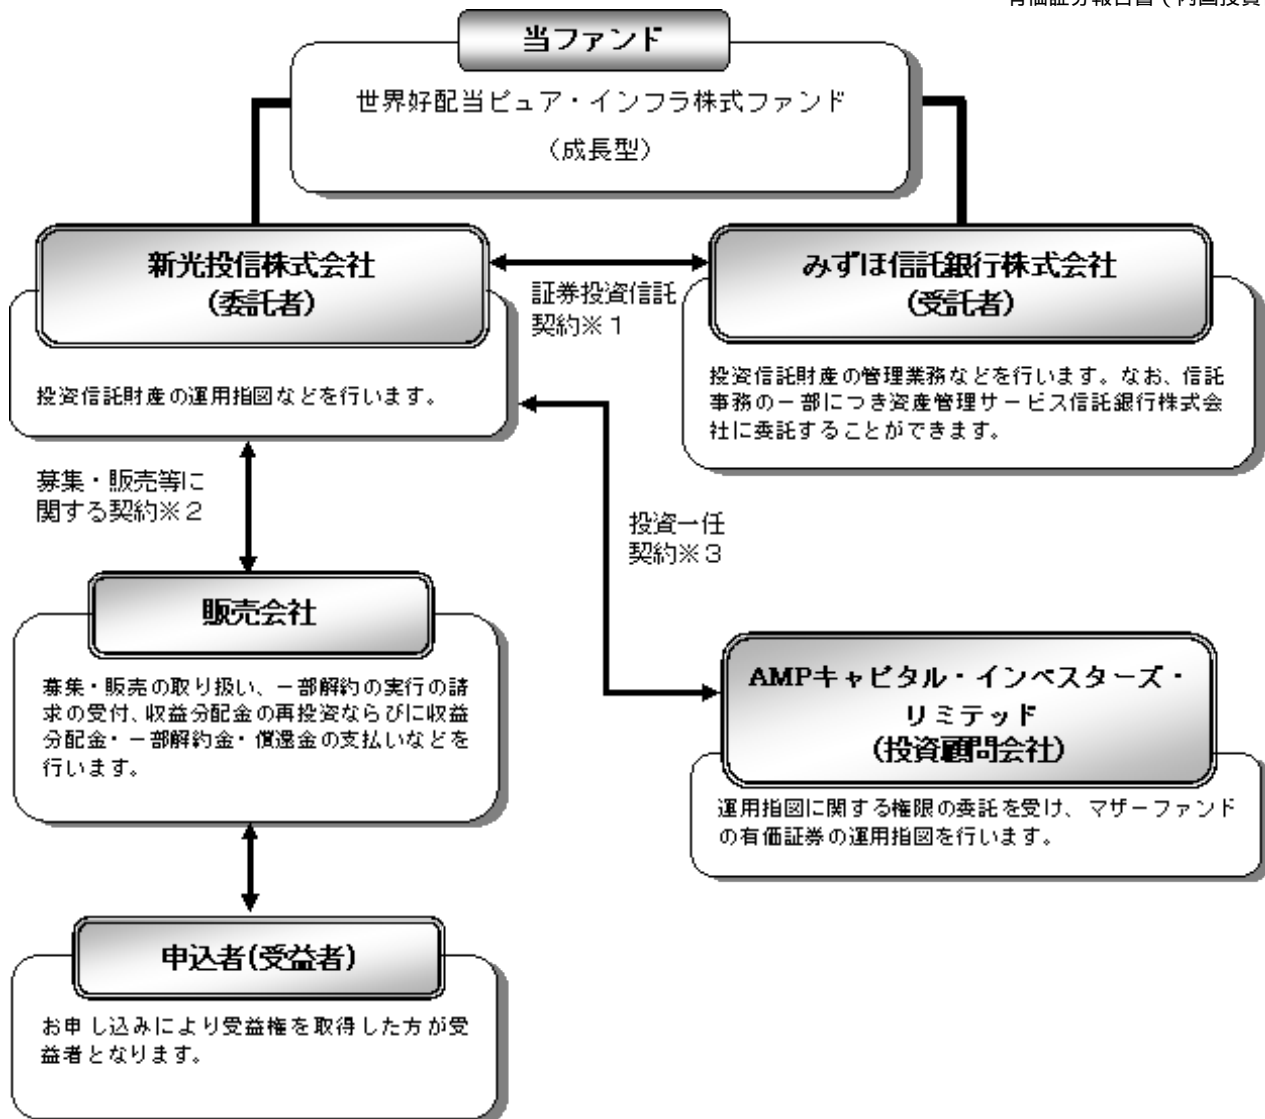 有価証券報告書（内国投資
当ファンド
世界好配当ピュア・インフラ株式ファンド
（成長型）
新光投信株式会社
(委託者)
投資信託財産の運用指図などを行います。
証券投資信託
契約※１
みずほ信託銀行株式会社
(受託者)
投資信託財産の管理業務などを行います。なお、信託
事務の一部につき資産管理サービス信託銀行株式会
社に委託することができます。
募集・販売等に
関する契約※２
投資一任
契約※３
販売会社
募集・販売の取り扱い、一部解約の実行の請
求の受付、収益分配金の再投資ならびに収益
分配金・一部解約金・償還金の支払いなどを
行います。
AMPキャピタル・インベスターズ・
リミテッド
(投資顧問会社)
運用指図に関する権限の委託を受け、マザーファンド
の有価証券の運用指図を行います。
申込者(受益者)
お申し込みにより受益権を取得した方が受
益者となります。